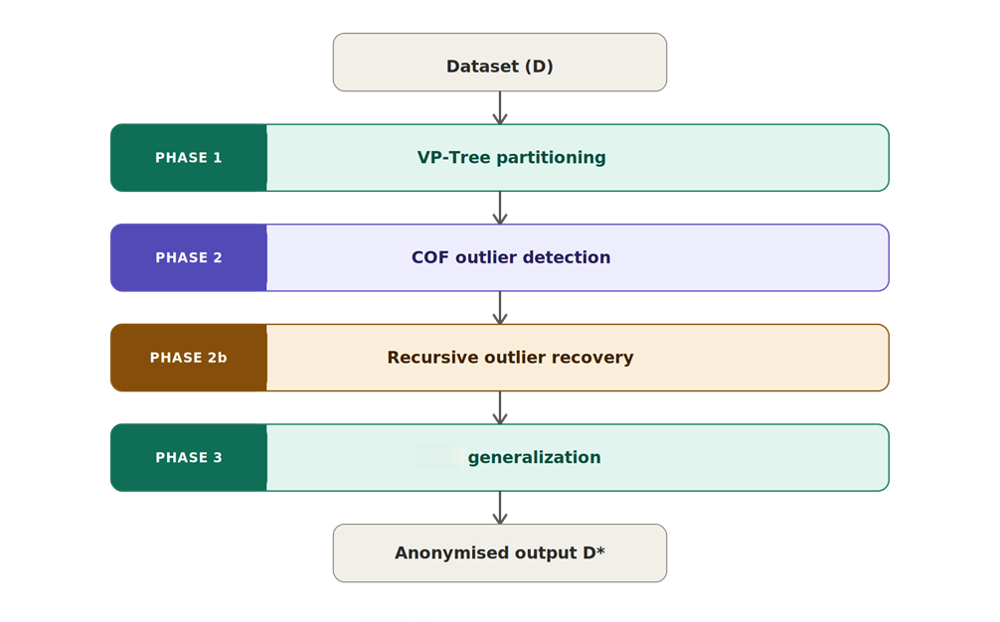 Dataset (D)
PHASE 1
VP-Tree partitioning
PHASE 2
COF outlier detection
PHASE 2b
Recursive outlier recovery
PHASE 3
generalization
Anonymised output D*